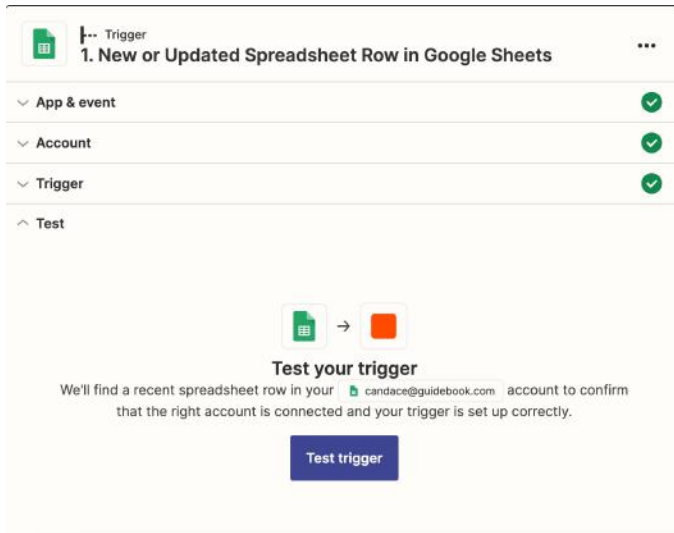 Trigger
1. New or Updated Spreadsheet Row in Google Sheets
App & event
Account
Trigger
Test
Test your trigger
We'll find a recent spreadsheet row in your candace@guidebook.com account to confirm
that the right account is connected and your trigger is set up correctly.
Test trigger